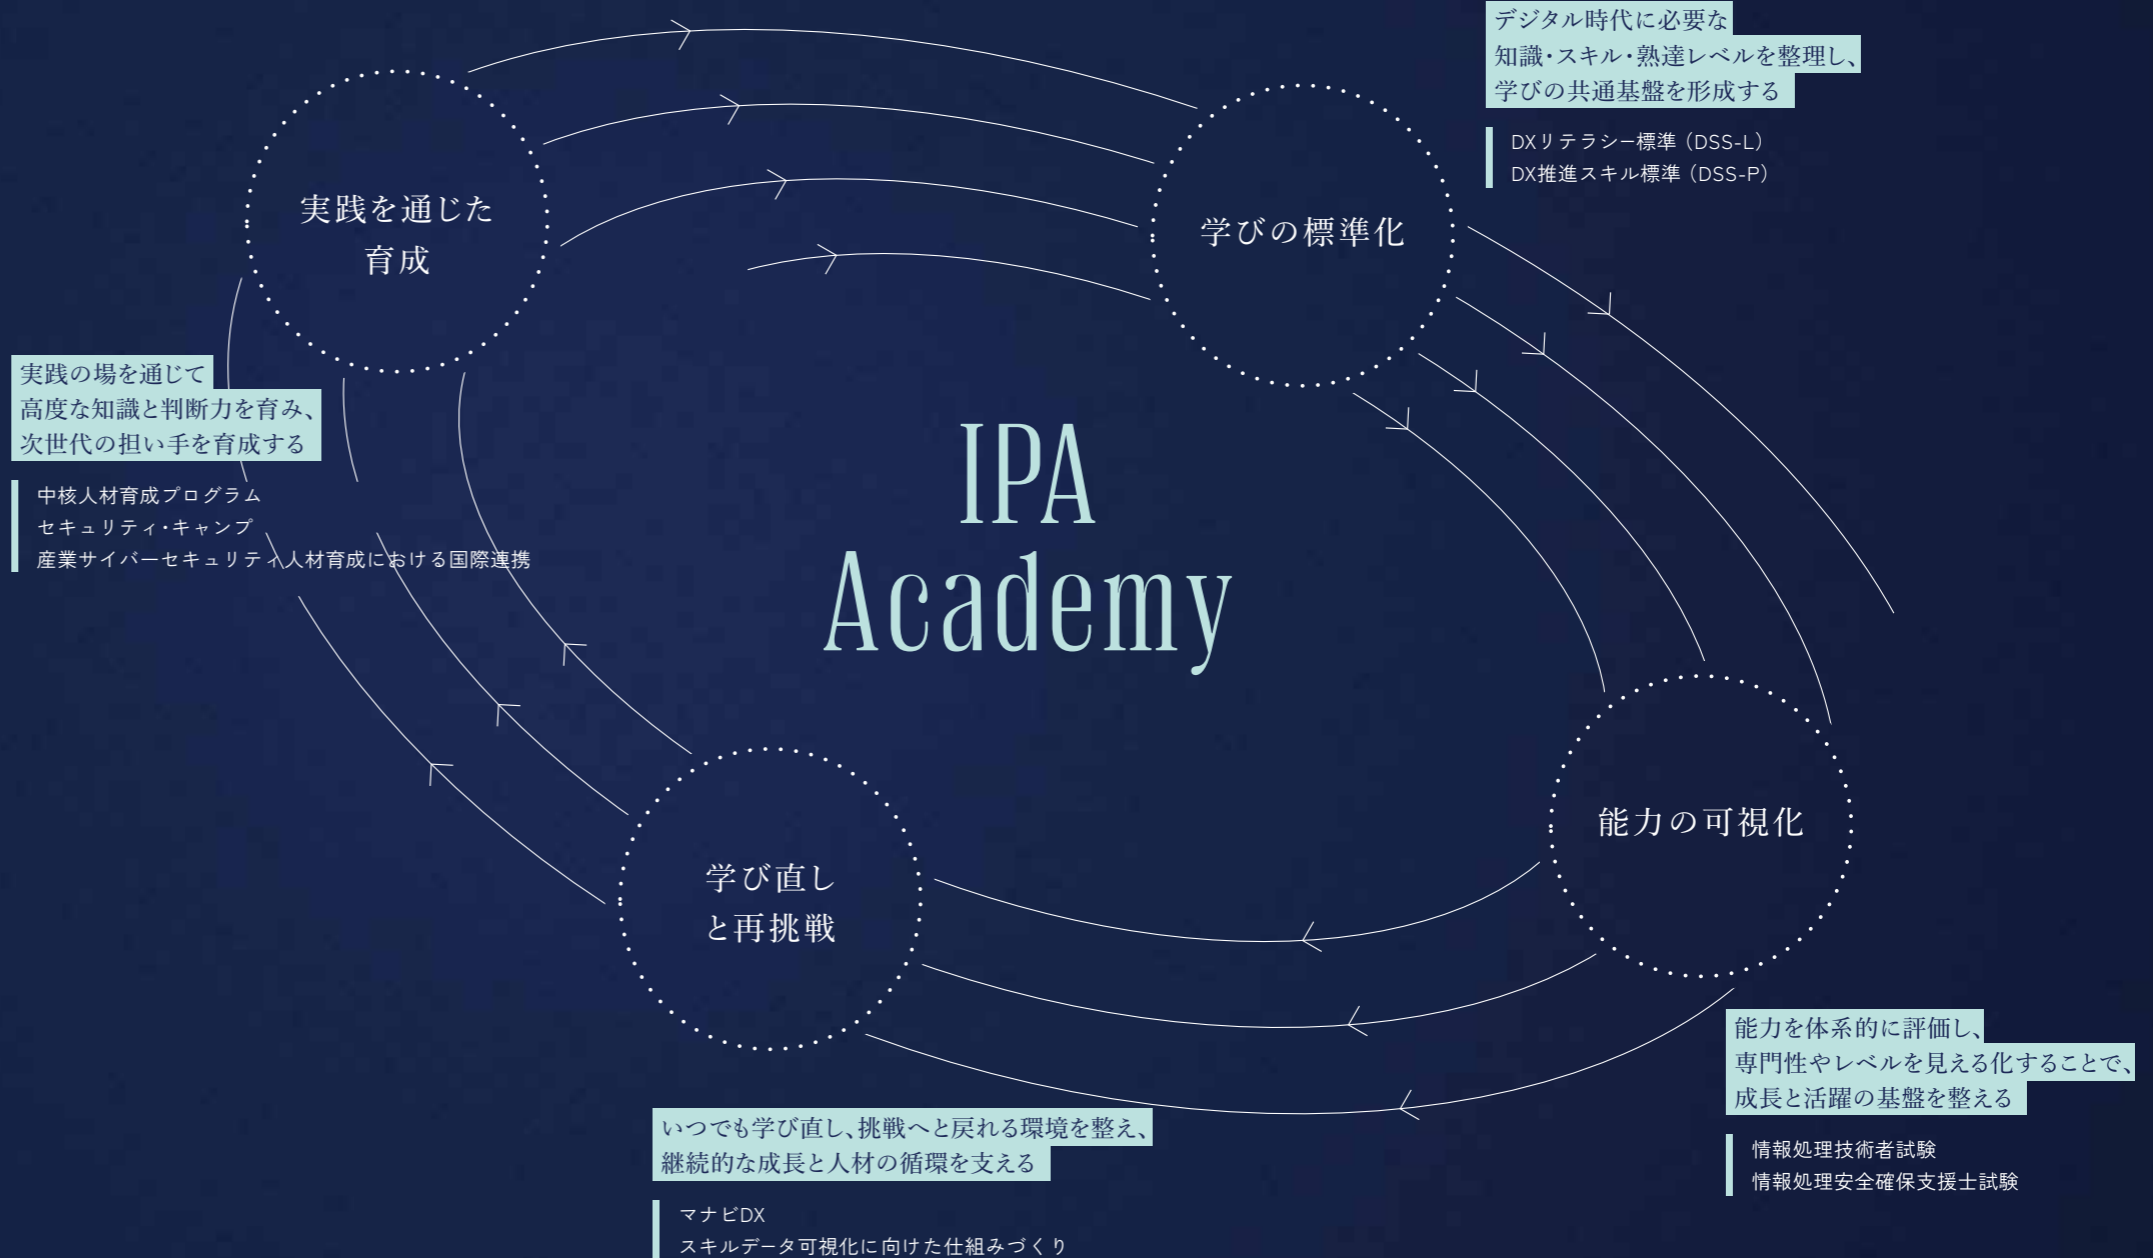 デジタル時代に必要な
知識・スキル・熟達レベルを整理し、
学びの共通基盤を形成する
DXリテラシー標準（DSS-L）
DX推進スキル標準（DSS-P）
実践を通じた
育成
学びの標準化
実践の場を通じて
高度な知識と判断力を育み、
次世代の担い手を育成する
中核人材育成プログラム
セキュリティ・キャンプ
産業サイバーセキュリティ人材育成における国際連携
IPA
Academy
能力の可視化
学び直し
と再挑戦
能力を体系的に評価し、
専門性やレベルを見える化することで、
成長と活躍の基盤を整える
情報処理技術者試験
情報処理安全確保支援士試験
いつでも学び直し、挑戦へと戻れる環境を整え、
継続的な成長と人材の循環を支える
マナビDX
スキルデータ可視化に向けた仕組みづくり